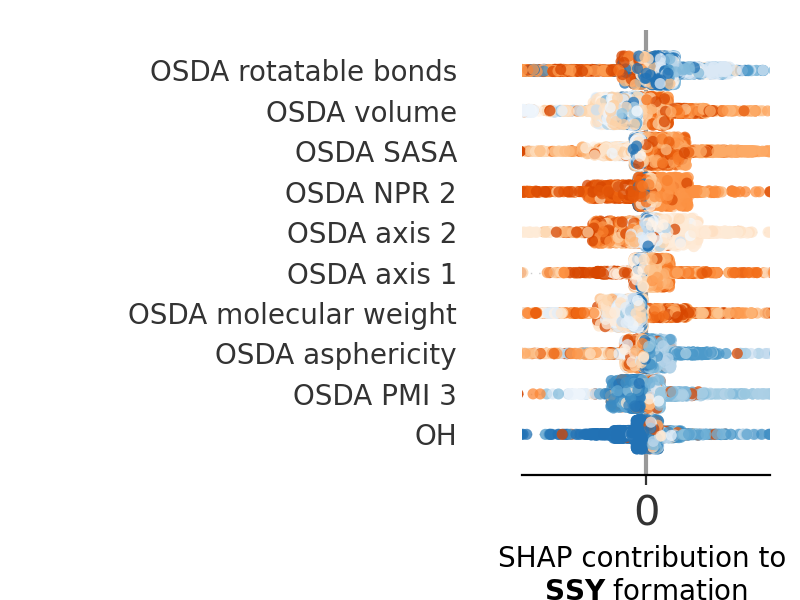 OSDA rotatable bonds
OSDA volume
OSDA SASA
OSDA NPR 2
OSDA axis 2
OSDA axis 1
OSDA molecular weight
OSDA asphericity
OSDA PMI 3
OH
0
SHAP contribution to
SSY formation